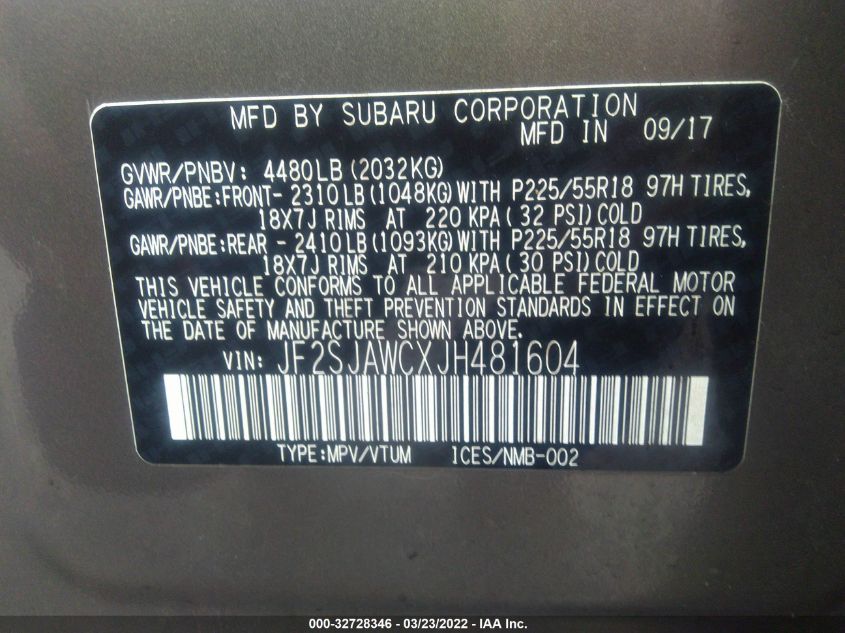 MFD BY SUBARU CORPORATION
MFD IN 09/17
GVWR/PNBV: 4480LB(2032KG)
GAWR/PNBE:FRONT- 2310LB(1048KG)WITH P225/55R18 97H TIRES,
18X7J RIMS AT 220 KPA( 32 PSI)COLD
GAWR/PNBE:REAR - 2410LB(1093KG)WITH P225/55R18 97H TIRES,
18X7J RIMS AT 210 KPA( 30 PSI)COLD
THIS VEHICLE CONFORMS TO ALL APPLICABLE FEDERAL MOTOR
VEHICLE SAFETY AND THEFT PREVENTION STANDARDS IN EFFECT ON
THE DATE OF MANUFACTURE SHOWN ABOVE.
VIN: JF2SJAWCXJH481604
TYPE:MPV/VTUM ICES/NMB-002
000-32728346 - 03/23/2022 - IAA Inc.